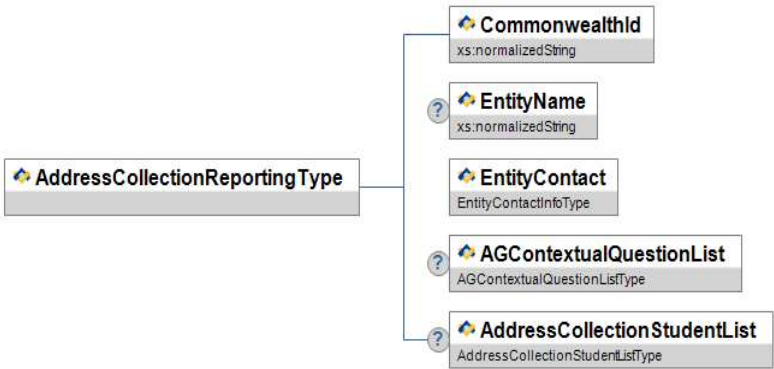 CommonwealthId
xs:normalizedString
?
EntityName
xs:normalizedString
AddressCollectionReportingType
EntityContact
EntityContactInfoType
?
AGContextualQuestionList
AGContextualQuestionListType
?
AddressCollectionStudentList
AddressCollectionStudentListType